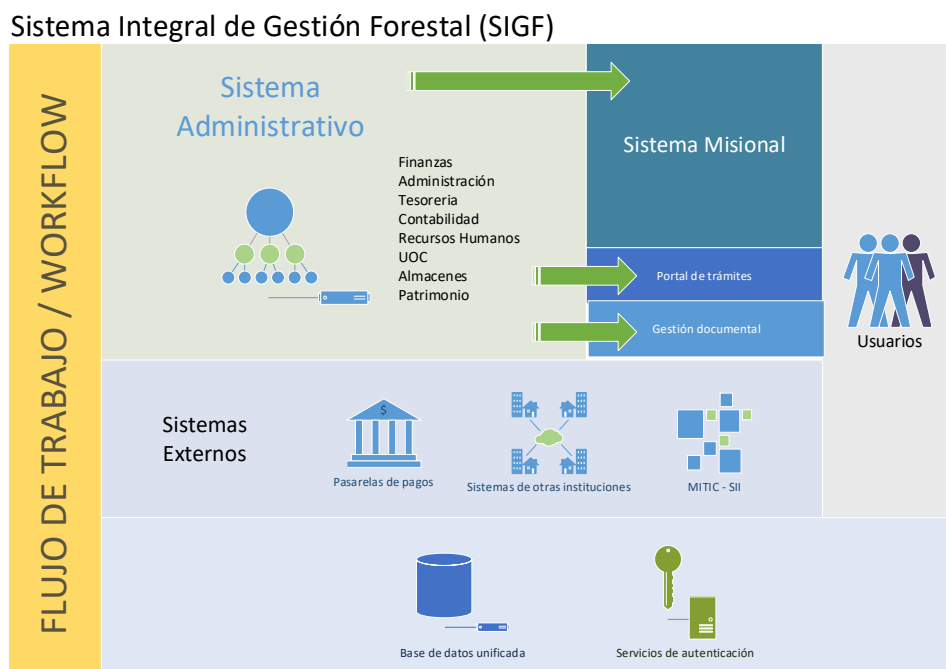 Sistema Integral de Gestión Forestal (SIGF)
FLUJO DE TRABAJO / WORKFLOW
Sistema
Administrativo
Finanzas
Administración
Tesoreria
Contabilidad
Recursos Humanos
UOC
Almacenes
Patrimonio
Sistema Misional
Portal de trámites
Gestión documental
Usuarios
Sistemas
Externos
$
Pasarelas de pagos
Sistemas de otras instituciones
MITIC - SII
Base de datos unificada
Servicios de autenticación